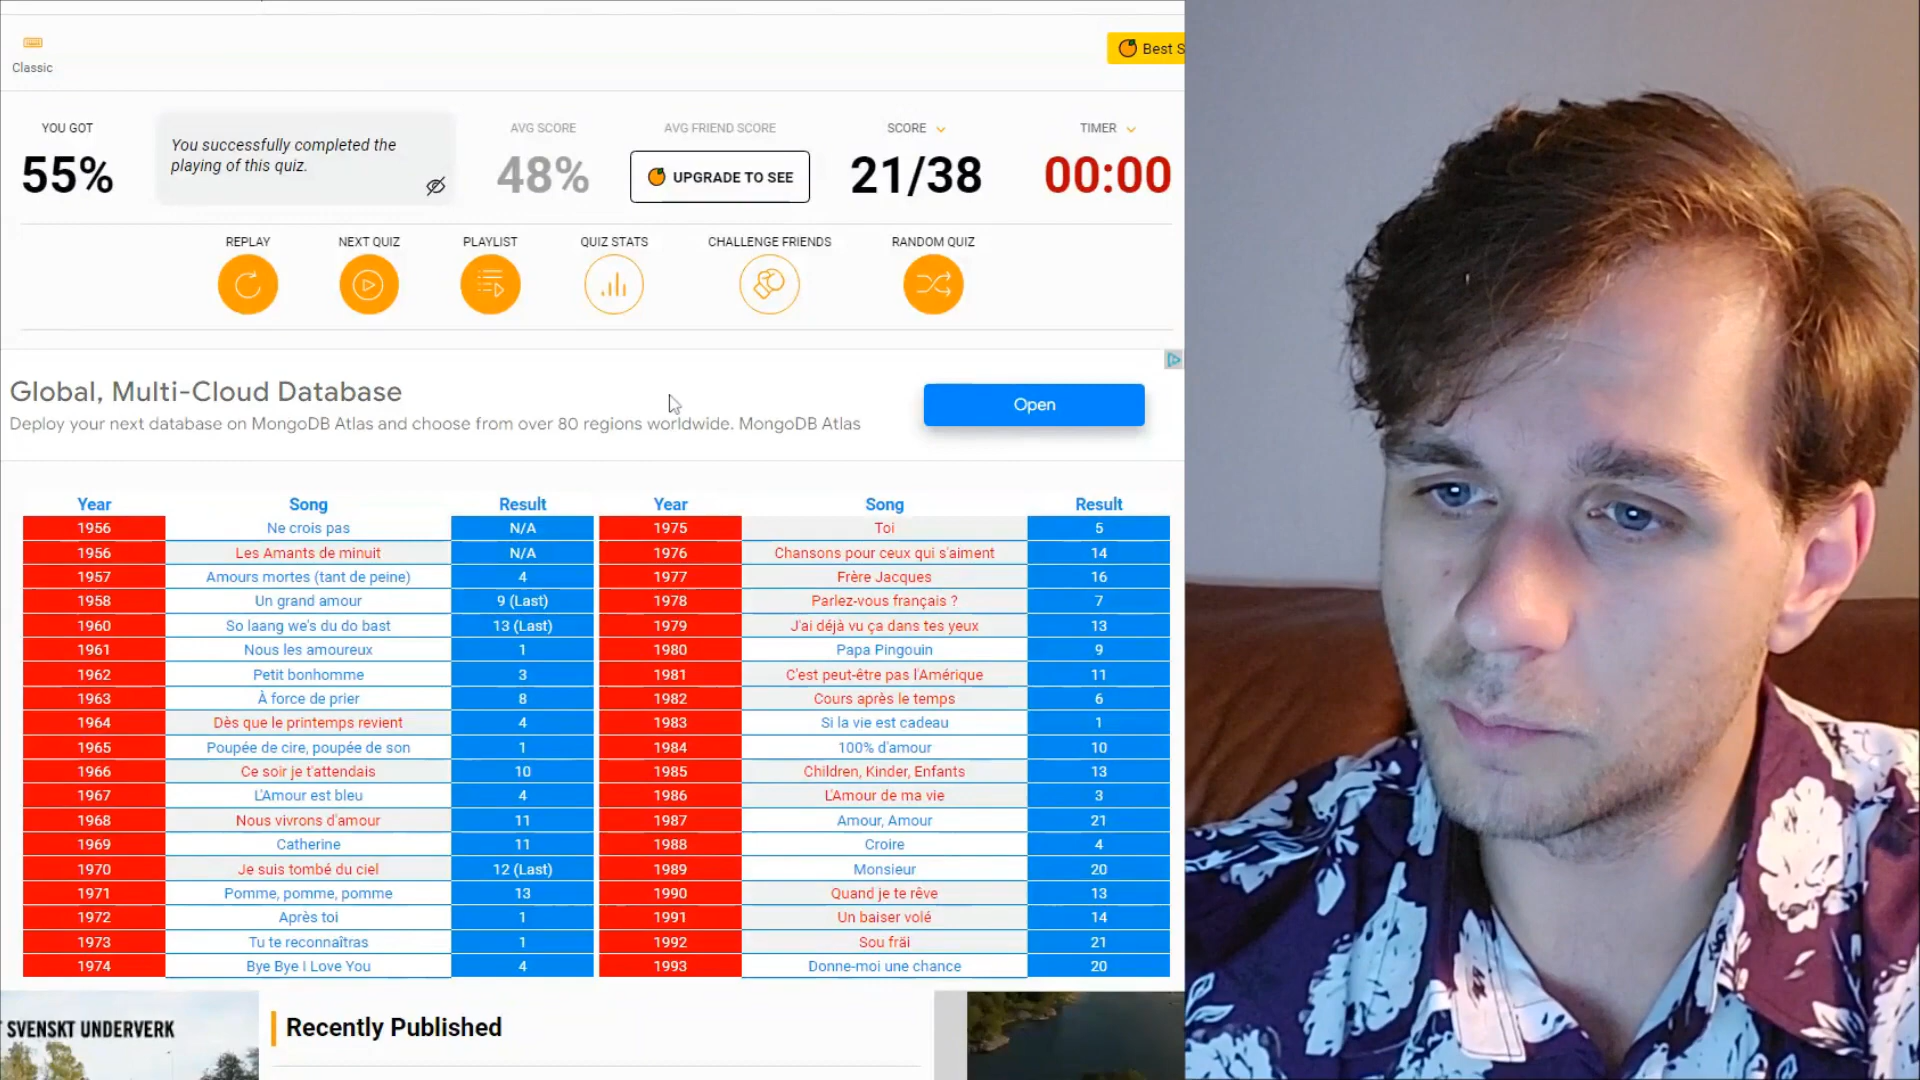 Classic
Best S
YOU GOT
55%
You successfully completed the
playing of this quiz.
AVG SCORE
48%
AVG FRIEND SCORE
UPGRADE TO SEE
SCORE
21/38
TIMER
00:00
REPLAY
NEXT QUIZ
PLAYLIST
QUIZ STATS
CHALLENGE FRIENDS
RANDOM QUIZ
Global, Multi-Cloud Database
Deploy your next database on MongoDB Atlas and choose from over 80 regions worldwide. MongoDB Atlas
Open
Year Song Result Year Song Result
1956 Ne crois pas N/A 1975 Toi 5
1956 Les Amants de minuit N/A 1976 Chansons pour ceux qui s'aiment 14
1957 Amours mortes (tant de peine) 4 1977 Frère Jacques 16
1958 Un grand amour 9 (Last) 1978 Parlez-vous français ? 7
1960 So laang we's du do bast 13 (Last) 1979 J'ai déjà vu ça dans tes yeux 13
1961 Nous les amoureux 1 1980 Papa Pingouin 9
1962 Petit bonhomme 3 1981 C'est peut-être pas l'Amérique 11
1963 À force de prier 8 1982 Cours après le temps 6
1964 Dès que le printemps revient 4 1983 Si la vie est cadeau 1
1965 Poupée de cire, poupée de son 1 1984 100% d'amour 10
1966 Ce soir je t'attendais 10 1985 Children, Kinder, Enfants 13
1967 L'Amour est bleu 4 1986 L'Amour de ma vie 3
1968 Nous vivrons d'amour 11 1987 Amour, Amour 21
1969 Catherine 11 1988 Croire 4
1970 Je suis tombé du ciel 12 (Last) 1989 Monsieur 20
1971 Pomme, pomme, pomme 13 1990 Quand je te rêve 13
1972 Après toi 1 1991 Un baiser volé 14
1973 Tu te reconnaîtras 1 1992 Sou fräi 21
1974 Bye Bye I Love You 4 1993 Donne-moi une chance 20
T SVENSKT UNDERVERK
Recently Published